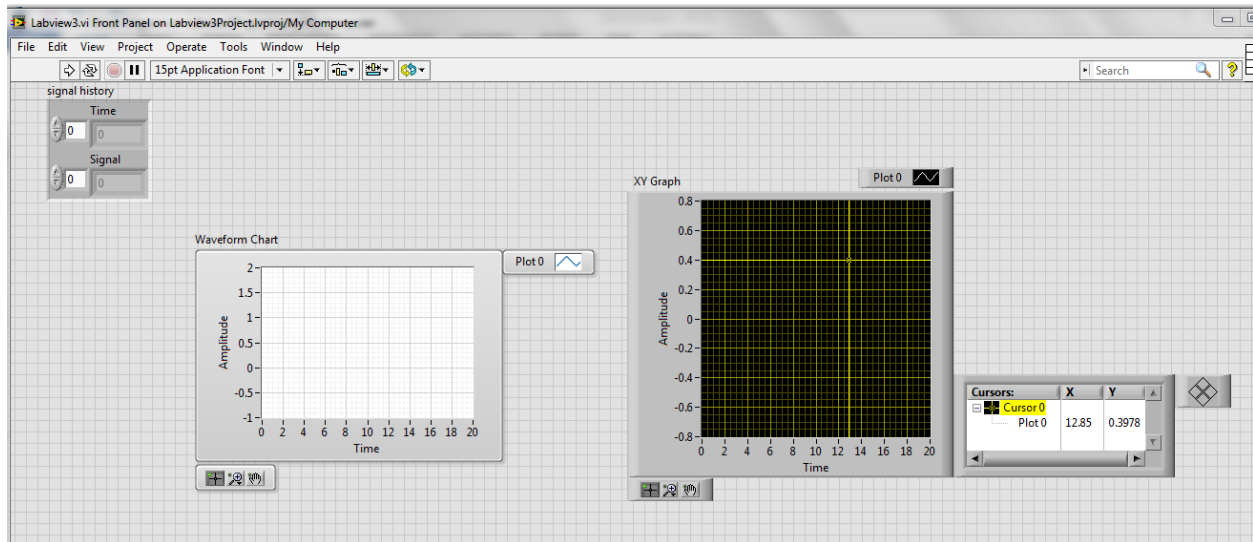 Labview3.vi Front Panel on Labview3Project.lvproj/My Computer
File Edit View Project Operate Tools Window Help
15pt Application Font
Search
signal history
Time
0 0
Signal
0 0
Waveform Chart
Plot 0
2
1.5
1
0.5
0
-0.5
-1
Amplitude
0 2 4 6 8 10 12 14 16 18 20
Time
XY Graph
Plot 0
0.8
0.6
0.4
0.2
0
-0.2
-0.4
-0.6
-0.8
Amplitude
0 2 4 6 8 10 12 14 16 18 20
Time
Cursors: X Y
Cursor 0
Plot 0 12.85 0.3978